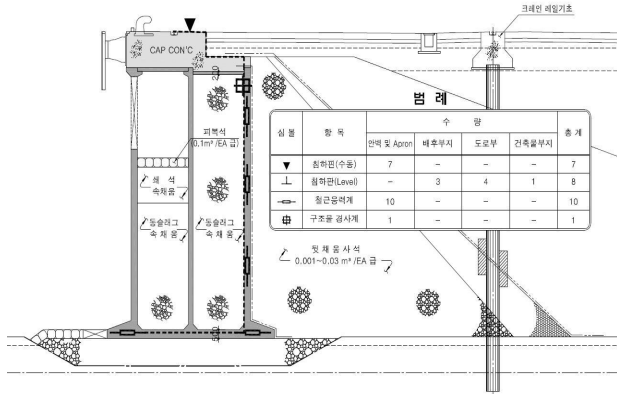 크레인 레일기초
CAP CON'C
범 례
심 볼 항 목 수 량 총 계
안벽 및 Apron 배후부지 도로부 건축물부지
침하판(수동) 7 - - - 7
침하판(Level) - 3 4 1 8
철근응력계 10 - - - 10
구조물 경사계 1 - - - 1
피복석
(0.1m³ /EA 급)
쇄 석
속채움
동슬래그
속 채 움
동슬래그
속 채 움
뒷 채 움 사 석
0.001~0.03 m³ /EA 급